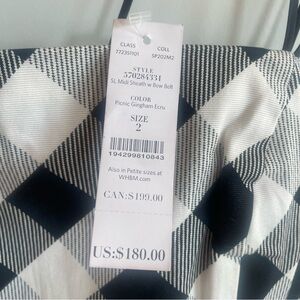 CLASS COLL
772351101 SP202M2
STYLE
570284331
SL Midi Sheath w Bow Belt
COLOR
Picnic Gingham Ecru
SIZE
2
194299810843
Also in Petite sizes at
WHBM.com
CAN:$199.00
US:$180.00